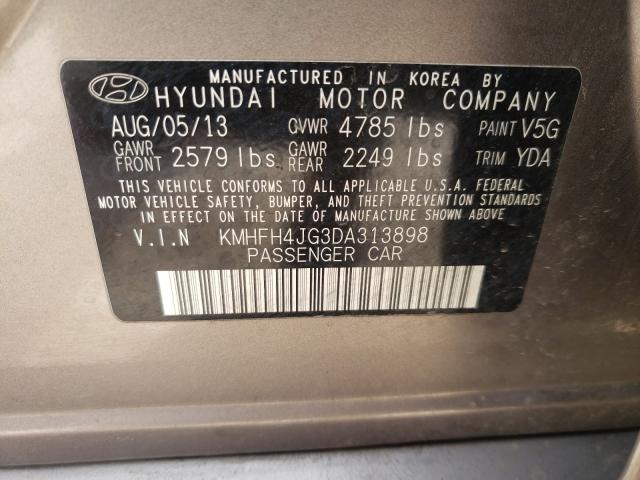 MANUFACTURED IN KOREA BY
HYUNDAI MOTOR COMPANY
AUG/05/13 GVWR 4785 lbs PAINT V5G
GAWR FRONT 2579 lbs GAWR REAR 2249 lbs TRIM YDA
THIS VEHICLE CONFORMS TO ALL APPLICABLE U.S.A. FEDERAL
MOTOR VEHICLE SAFETY, BUMPER, AND THEFT PREVENTION STANDARDS
IN EFFECT ON THE DATE OF MANUFACTURE SHOWN ABOVE
V.I.N KMHFH4JG3DA313898
PASSENGER CAR